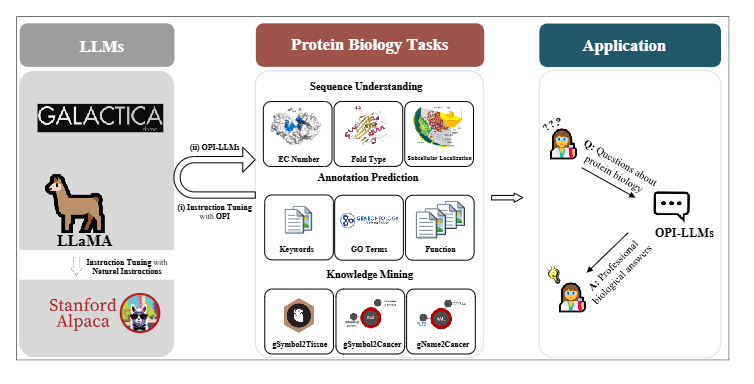 LLMs
GALACTICA
demo
LLaMA
Instruction Tuning with
Natural Instructions
Stanford
Alpaca
(ii) OPI-LLMs
(i) Instruction Tuning
with OPI
Protein Biology Tasks
Sequence Understanding
EC Number
Fold Type
Subcellular Localization
Annotation Prediction
Keywords
GENEONTOLOGY
GO Terms
Function
Knowledge Mining
gSymbol2Tissue
gSymbol2Cancer
gName2Cancer
Application
???
Q: Questions about
protein biology
OPI-LLMs
A: Professional
biological answers